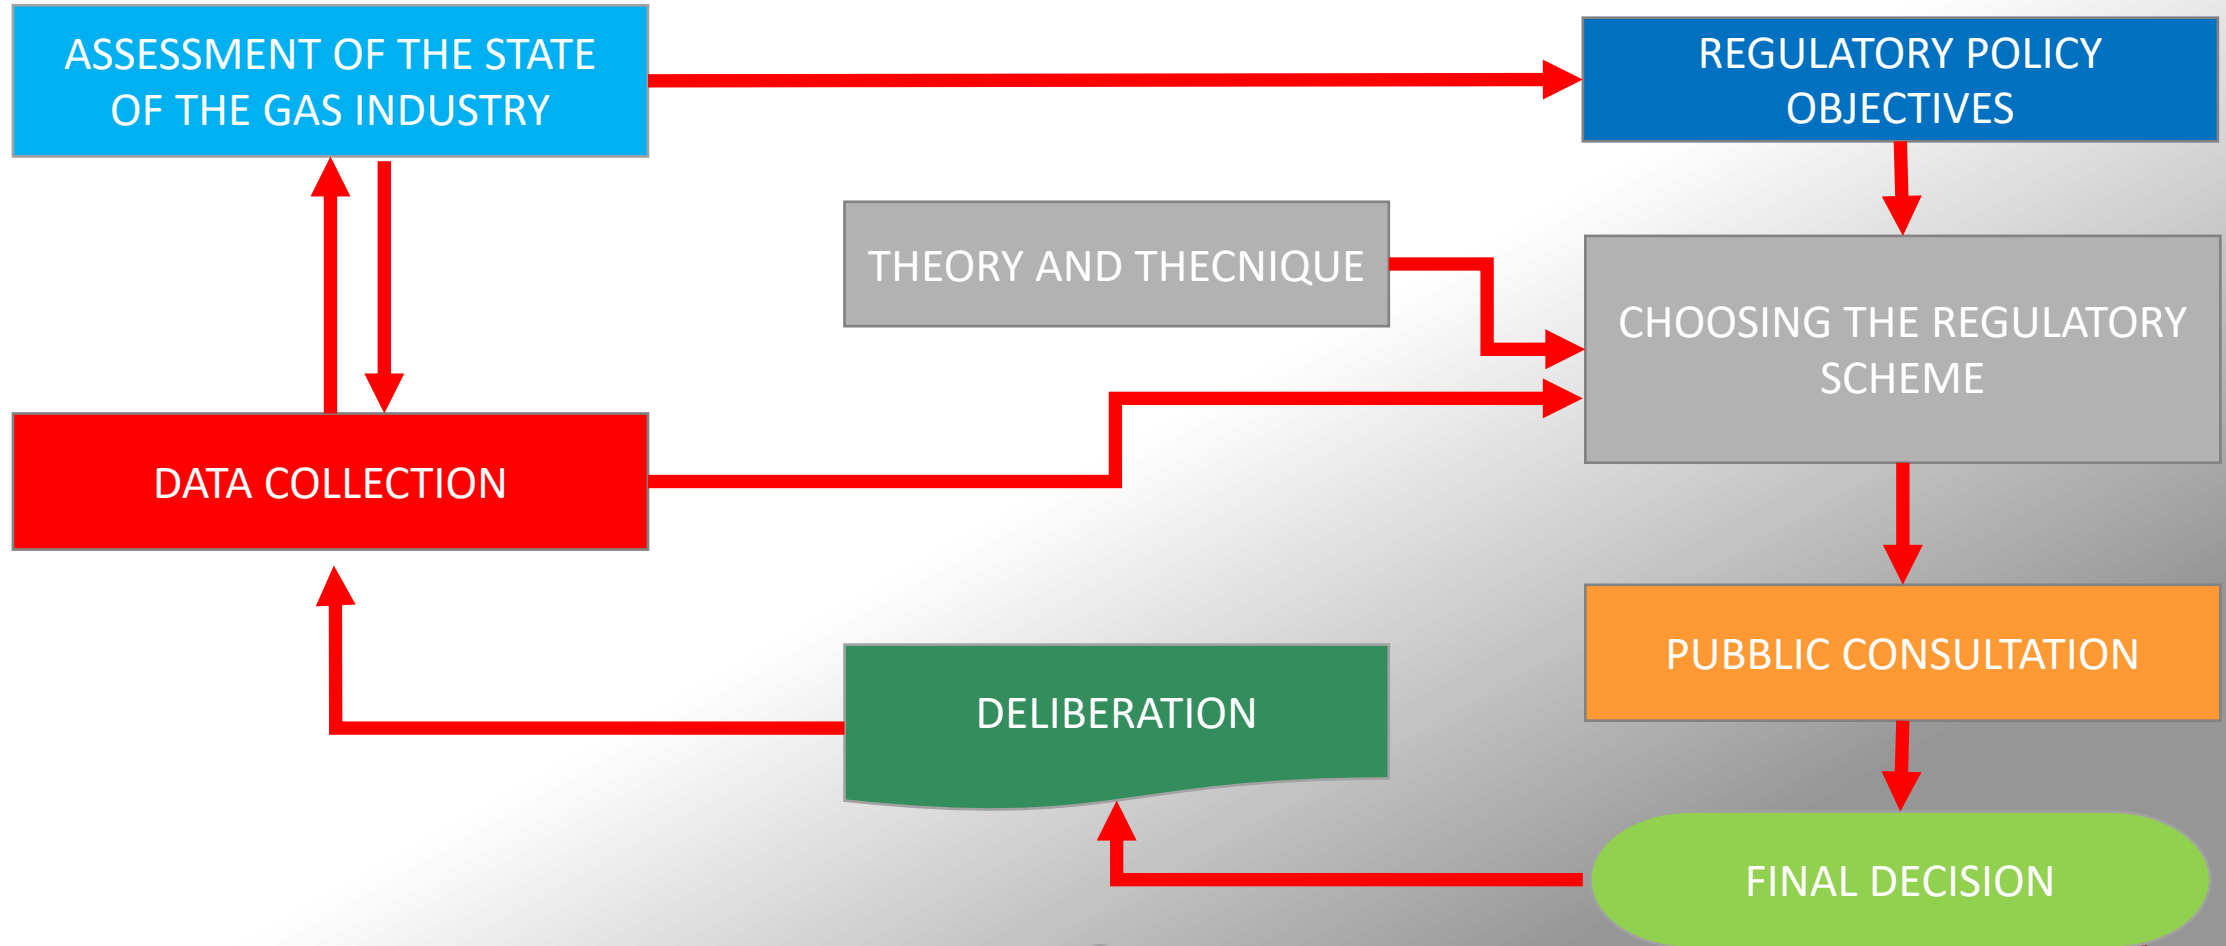 ASSESSMENT OF THE STATE
OF THE GAS INDUSTRY
REGULATORY POLICY
OBJECTIVES
THEORY AND THECNIQUE
CHOOSING THE REGULATORY
SCHEME
DATA COLLECTION
PUBBLIC CONSULTATION
DELIBERATION
FINAL DECISION